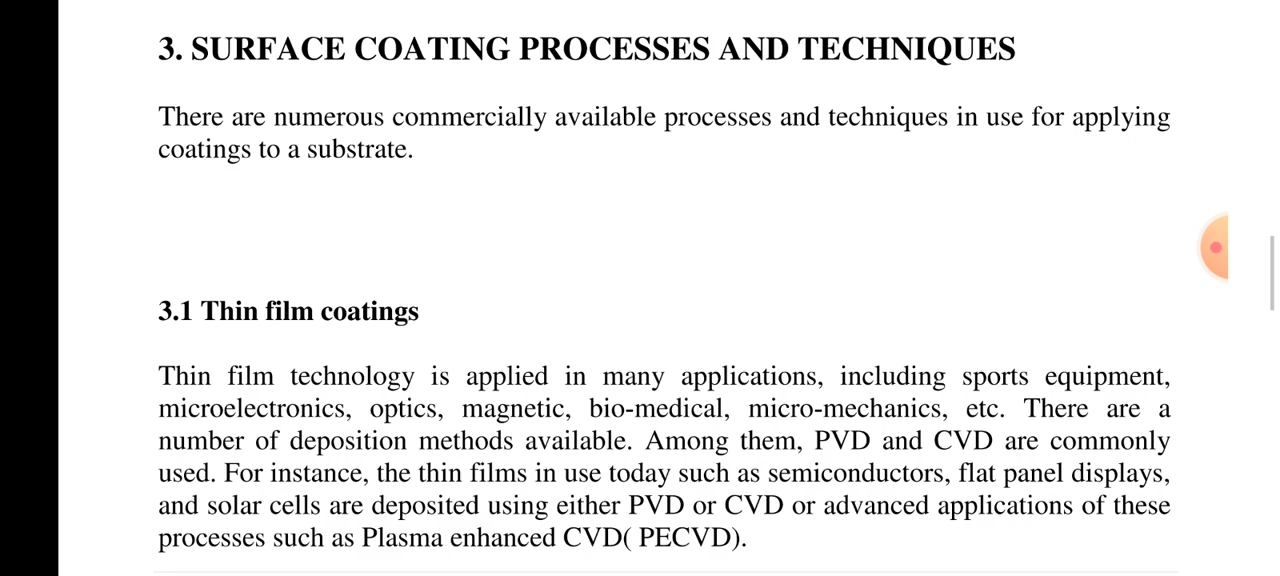 3. SURFACE COATING PROCESSES AND TECHNIQUES
There are numerous commercially available processes and techniques in use for applying
coatings to a substrate.
3.1 Thin film coatings
Thin film technology is applied in many applications, including sports equipment,
microelectronics, optics, magnetic, bio-medical, micro-mechanics, etc. There are a
number of deposition methods available. Among them, PVD and CVD are commonly
used. For instance, the thin films in use today such as semiconductors, flat panel displays,
and solar cells are deposited using either PVD or CVD or advanced applications of these
processes such as Plasma enhanced CVD( PECVD).